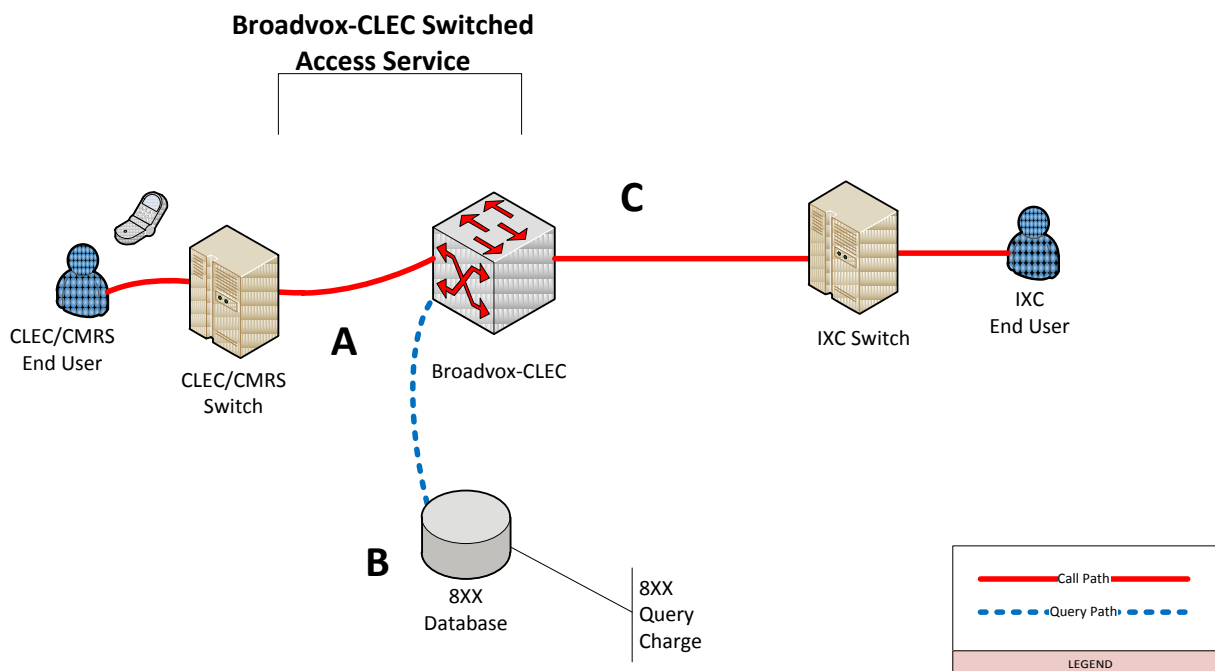 Broadvox-CLEC Switched
Access Service
C
A
B
CLEC/CMRS
End User
CLEC/CMRS
Switch
Broadvox-CLEC
IXC Switch
IXC
End User
8XX
Database
8XX
Query
Charge
Call Path
Query Path
LEGEND